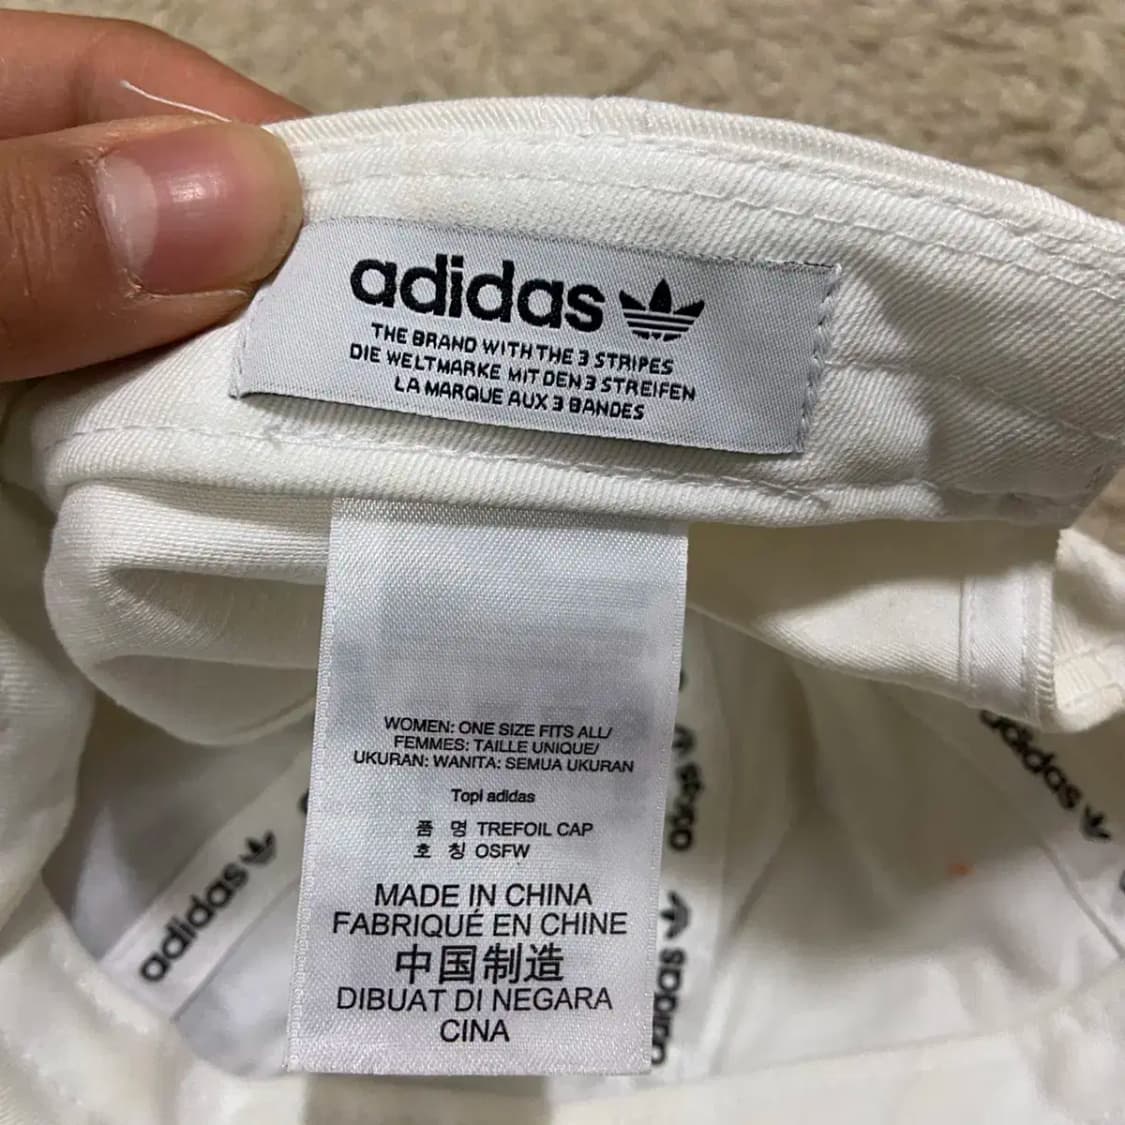 adidas
THE BRAND WITH THE 3 STRIPES
DIE WELTMARKE MIT DEN 3 STREIFEN
LA MARQUE AUX 3 BANDES
WOMEN: ONE SIZE FITS ALL/
FEMMES: TAILLE UNIQUE/
UKURAN: WANITA: SEMUA UKURAN
Topi adidas
품 명 TREFOIL CAP
호 칭 OSFW
MADE IN CHINA
FABRIQUÉ EN CHINE
中国制造
DIBUAT DI NEGARA
CINA
adidas
adidas
adidas
adidas